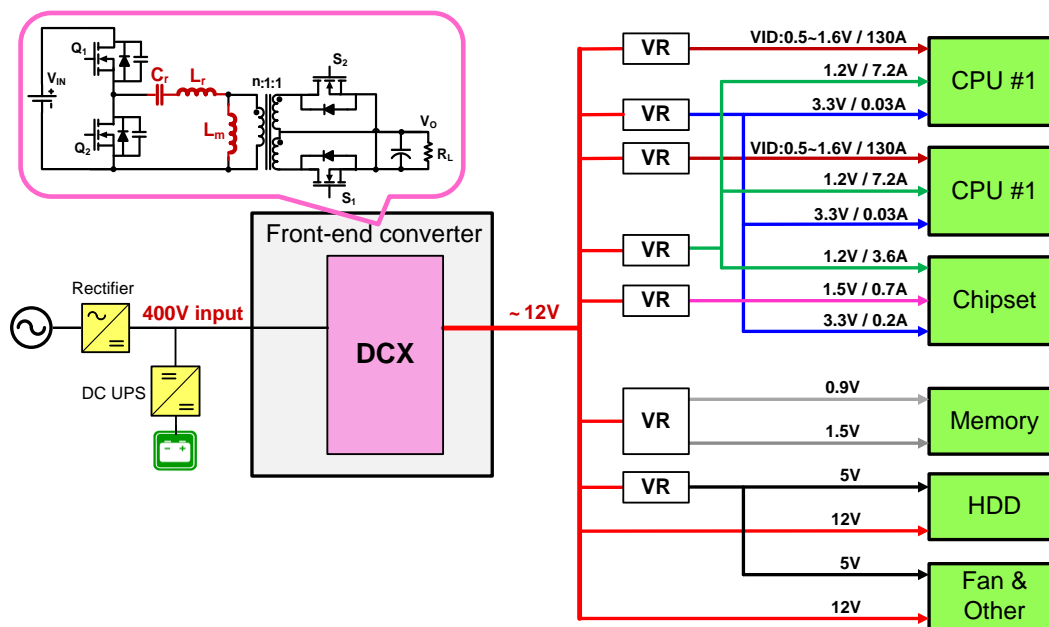 Q1
VIN
+
Cr
Lr
Lm
Q2
n:1:1
S2
VO
RL
S1
Front-end converter
Rectifier
400V input
DC UPS
DCX
~ 12V
VR
VID:0.5~1.6V / 130A
1.2V / 7.2A
VR
3.3V / 0.03A
CPU #1
VR
VID:0.5~1.6V / 130A
1.2V / 7.2A
3.3V / 0.03A
CPU #1
VR
1.2V / 3.6A
VR
1.5V / 0.7A
3.3V / 0.2A
Chipset
VR
0.9V
1.5V
Memory
VR
5V
12V
HDD
5V
12V
Fan &
Other
− +